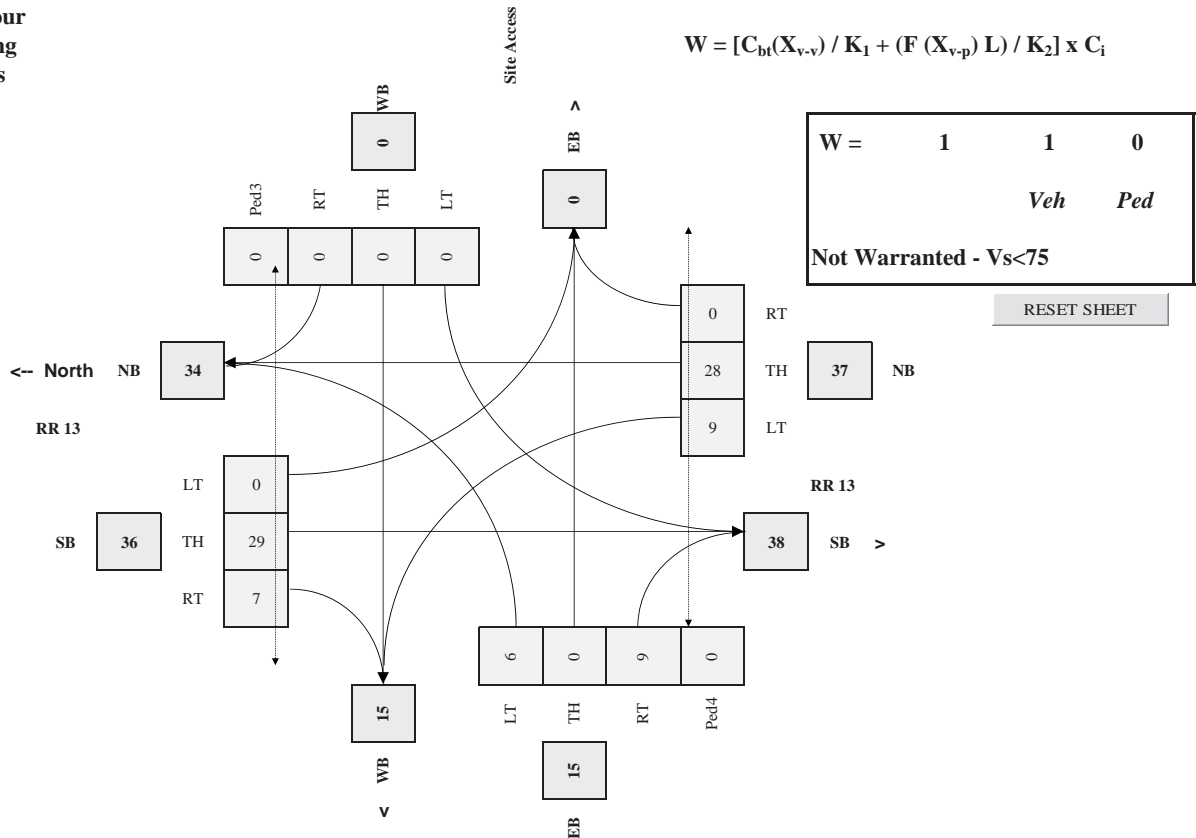 our
ng
s
Site Access
W = [Cbt(Xv-v) / K1 + (F (Xv-p) L) / K2] x Ci
WB
0
EB >
0
W = 1 1 0
Veh Ped
Not Warranted - Vs<75
RESET SHEET
Ped3 RT TH LT
0 0 0 0
0 RT
28 TH
9 LT
37 NB
<-- North NB 34
RR 13
LT 0
TH 29
RT 7
SB 36
RR 13
38 SB >
6 0 9 0
LT TH RT Ped4
15
WB
<
15
EB